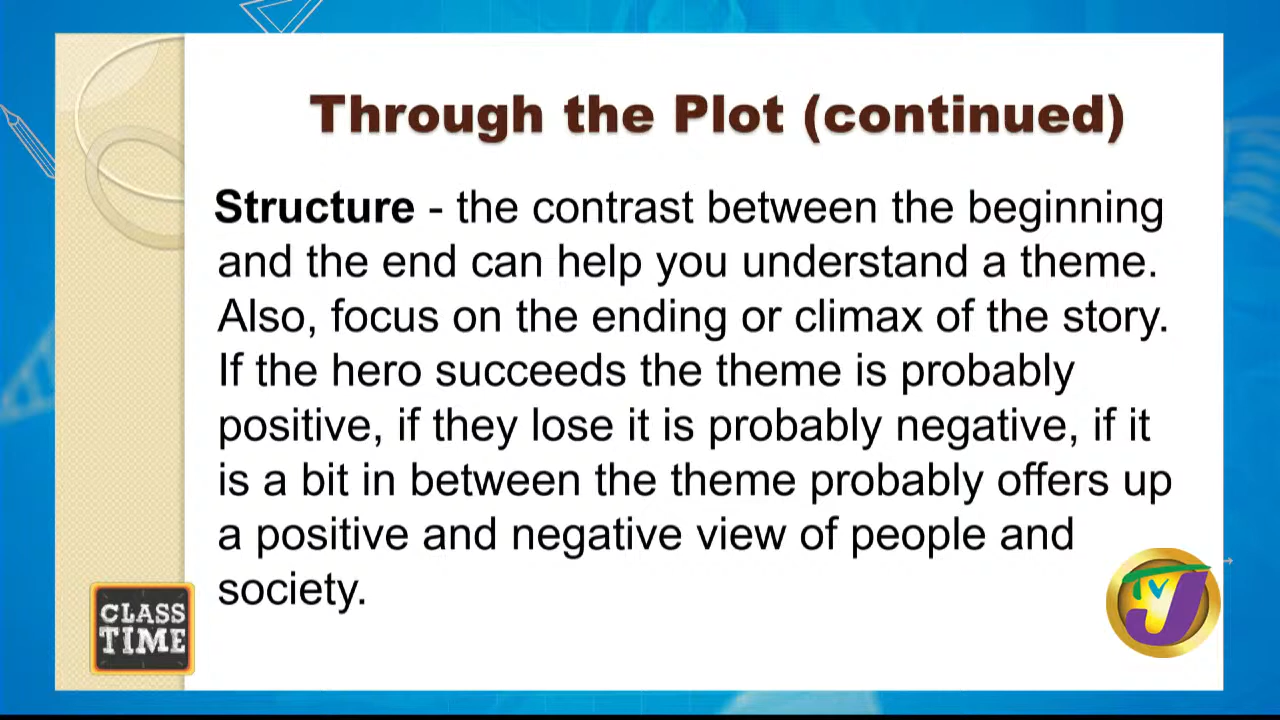 Through the Plot (continued)
Structure - the contrast between the beginning
and the end can help you understand a theme.
Also, focus on the ending or climax of the story.
If the hero succeeds the theme is probably
positive, if they lose it is probably negative, if it
is a bit in between the theme probably offers up
a positive and negative view of people and
society.
CLASS
TIME
TVJ